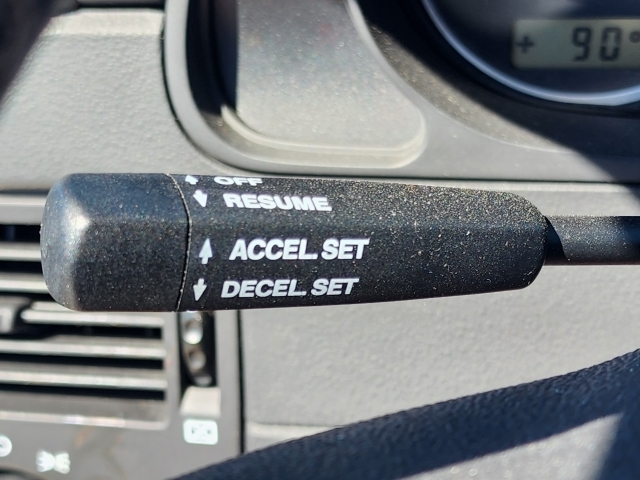 + 90°
OFF
RESUME
ACCEL. SET
DECEL. SET